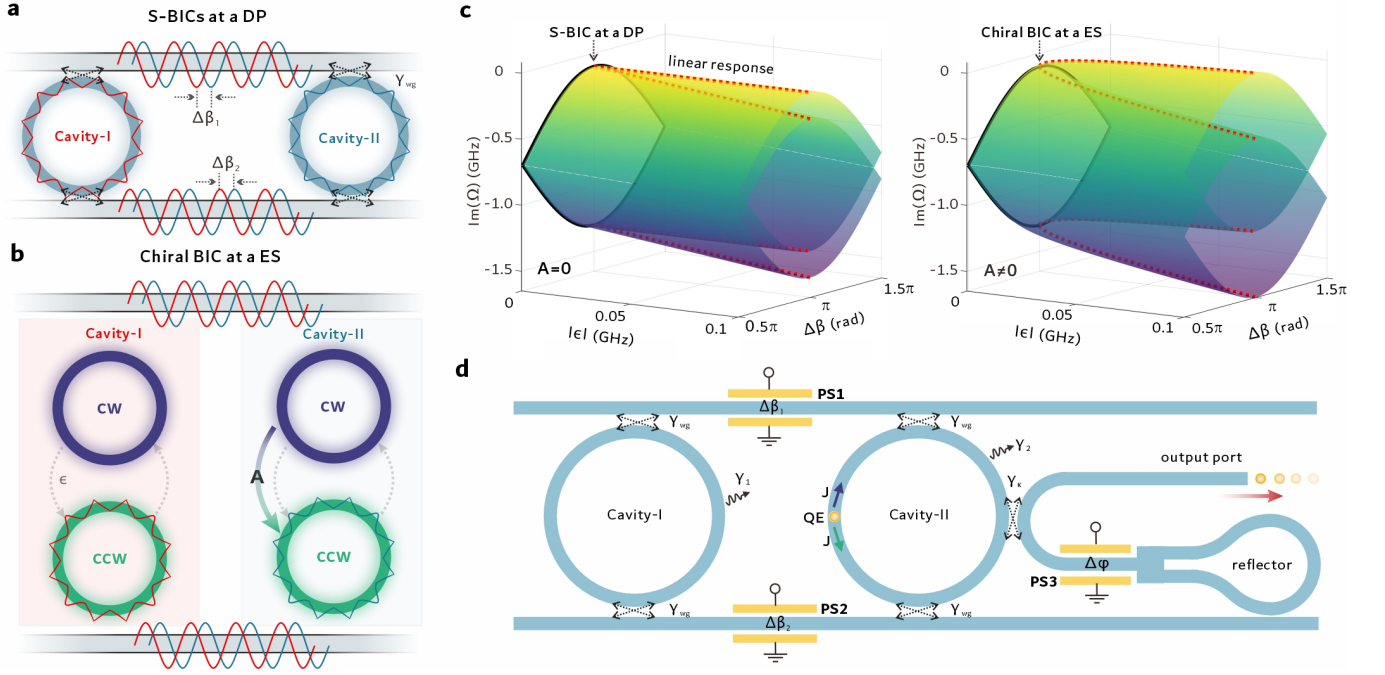 a
S-BICs at a DP
Cavity-I
Cavity-II
γwg
Δβ1
Δβ2
b
Chiral BIC at a ES
Cavity-I
Cavity-II
CW
CW
ϵ
A
CCW
CCW
c
S-BIC at a DP
linear response
Im(Ω) (GHz)
0
-0.5
-1.0
-1.5
A=0
0
0.05
0.1
|ϵ| (GHz)
0.5π
π
1.5π
Δβ (rad)
Chiral BIC at a ES
Im(Ω) (GHz)
0
-0.5
-1.0
-1.5
A≠0
0
0.05
0.1
|ϵ| (GHz)
0.5π
π
1.5π
Δβ (rad)
d
PS1
Δβ1
γwg
γwg
γ2
γ1
γκ
output port
Cavity-I
J
QE
J
Cavity-II
Δφ
PS3
reflector
γwg
PS2
Δβ2
γwg